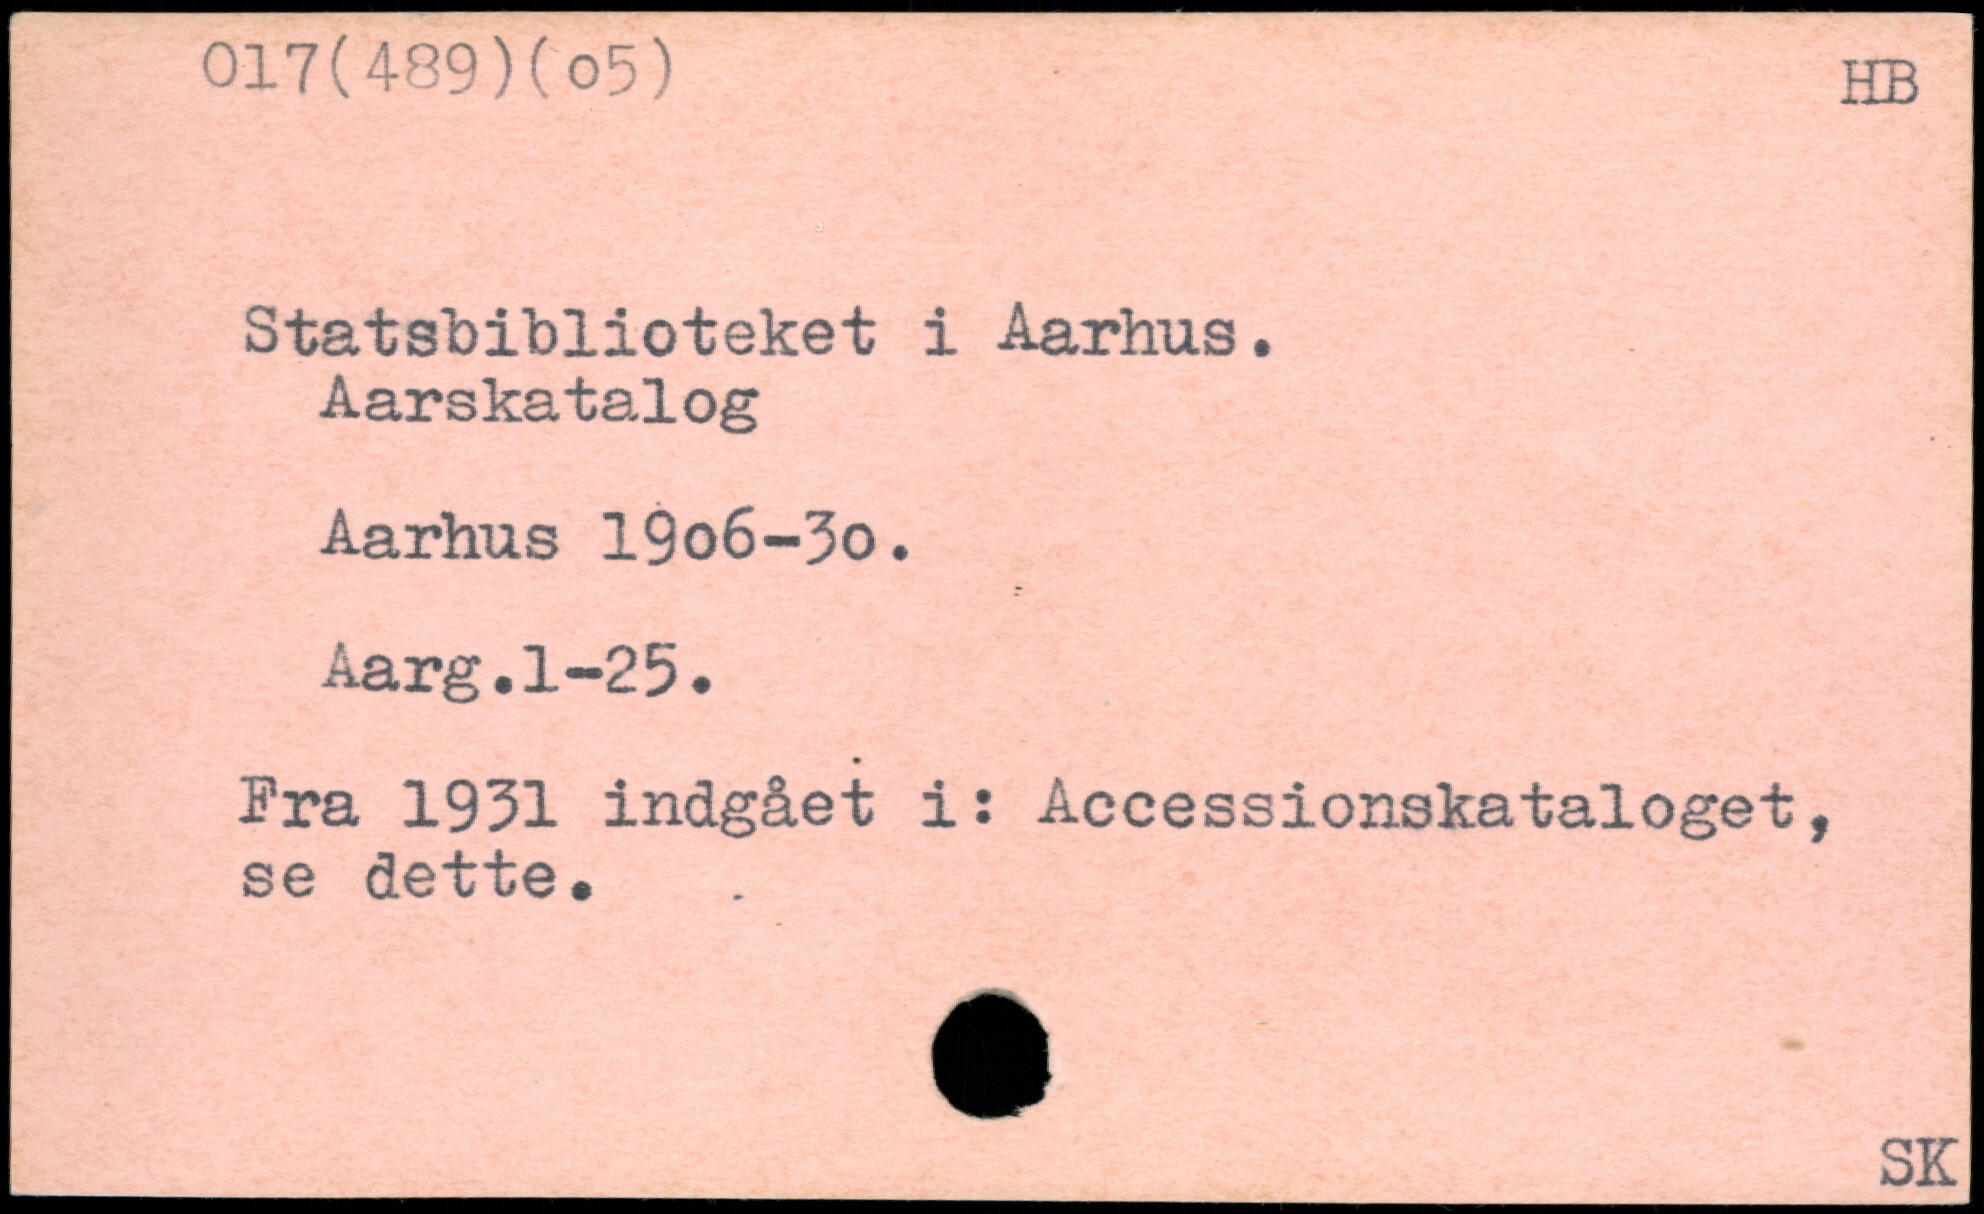 017(489)(o5)
HB
Statsbiblioteket i Aarhus.
Aarskatalog
Aarhus 19o6-3o.
Aarg.1-25.
Fra 1931 indgået i: Accessionskataloget,
se dette.
SK